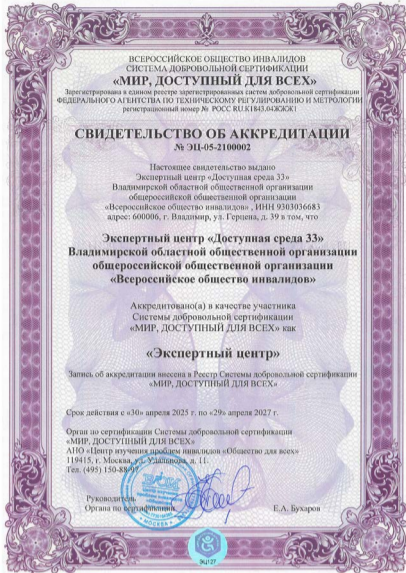 ВСЕРОССИЙСКОЕ ОБЩЕСТВО ИНВАЛИДОВ
СИСТЕМА ДОБРОВОЛЬНОЙ СЕРТИФИКАЦИИ
«МИР, ДОСТУПНЫЙ ДЛЯ ВСЕХ»
Зарегистрирована в едином реестре зарегистрированных систем добровольной сертификации
ФЕДЕРАЛЬНОГО АГЕНТСТВА ПО ТЕХНИЧЕСКОМУ РЕГУЛИРОВАНИЮ И МЕТРОЛОГИИ
регистрационный номер № РОСС RU.К1843.04ЖЖЖ1
СВИДЕТЕЛЬСТВО ОБ АККРЕДИТАЦИИ
№ ЭЦ-05-2100002
Настоящее свидетельство выдано
Экспертный центр «Доступная среда 33»
Владимирской областной общественной организации
общероссийской общественной организации
«Всероссийское общество инвалидов» , ИНН 9303036683
адрес: 600006, г. Владимир, ул. Герцена, д. 39 в том, что
Экспертный центр «Доступная среда 33»
Владимирской областной общественной организации
общероссийской общественной организации
«Всероссийское общество инвалидов»
Аккредитовано(а) в качестве участника
Системы добровольной сертификации
«МИР, ДОСТУПНЫЙ ДЛЯ ВСЕХ» как
«Экспертный центр»
Запись об аккредитации внесена в Реестр Системы добровольной сертификации
«МИР, ДОСТУПНЫЙ ДЛЯ ВСЕХ»
Срок действия с «30» апреля 2025 г. по «29» апреля 2027 г.
Орган по сертификации Системы добровольной сертификации
«МИР, ДОСТУПНЫЙ ДЛЯ ВСЕХ»
АНО «Центр изучения проблем инвалидов «Общество для всех»
119415, г. Москва, ул. Удальцова, д. 11.
Тел. (495) 150-88-
Руководитель
Органа по сертификации
Е.А. Бухаров
МОСКВА
ЭЦ127